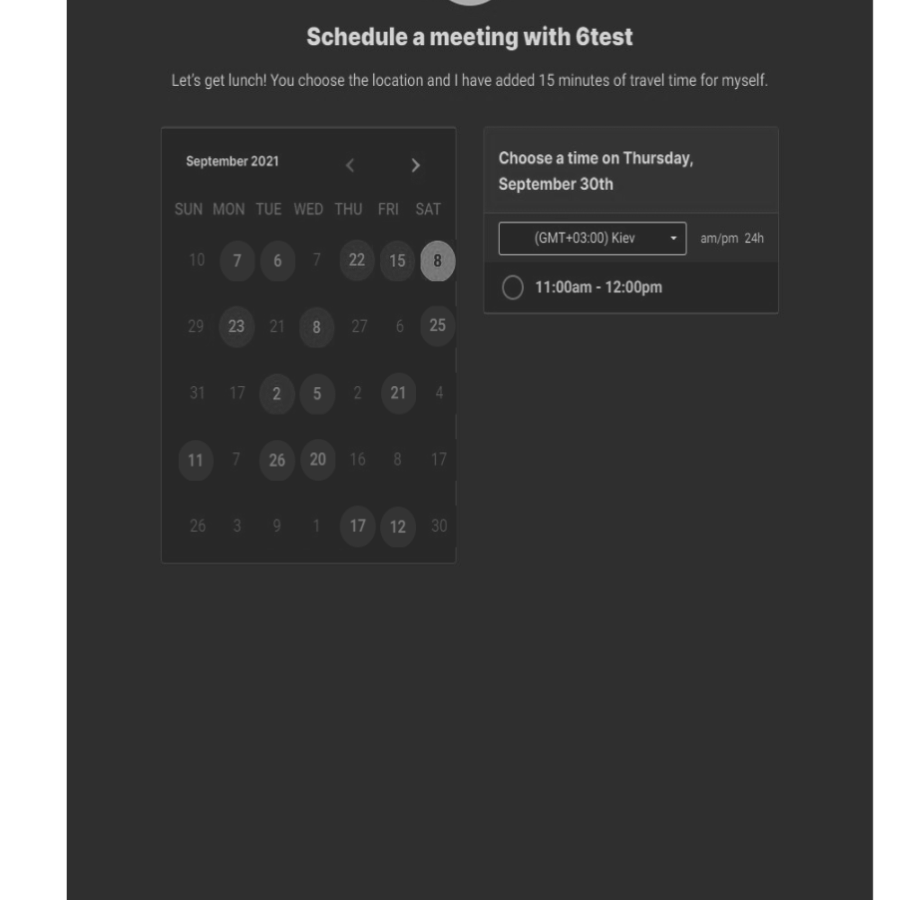 Schedule a meeting with 6test
Let's get lunch! You choose the location and I have added 15 minutes of travel time for myself.
September 2021
SUN MON TUE WED THU FRI SAT
10 7 6 7 22 15 8
29 23 21 8 27 6 25
31 17 2 5 2 21 4
11 7 26 20 16 8 17
26 3 9 1 17 12 30
Choose a time on Thursday,
September 30th
(GMT+03:00) Kiev am/pm 24h
11:00am - 12:00pm